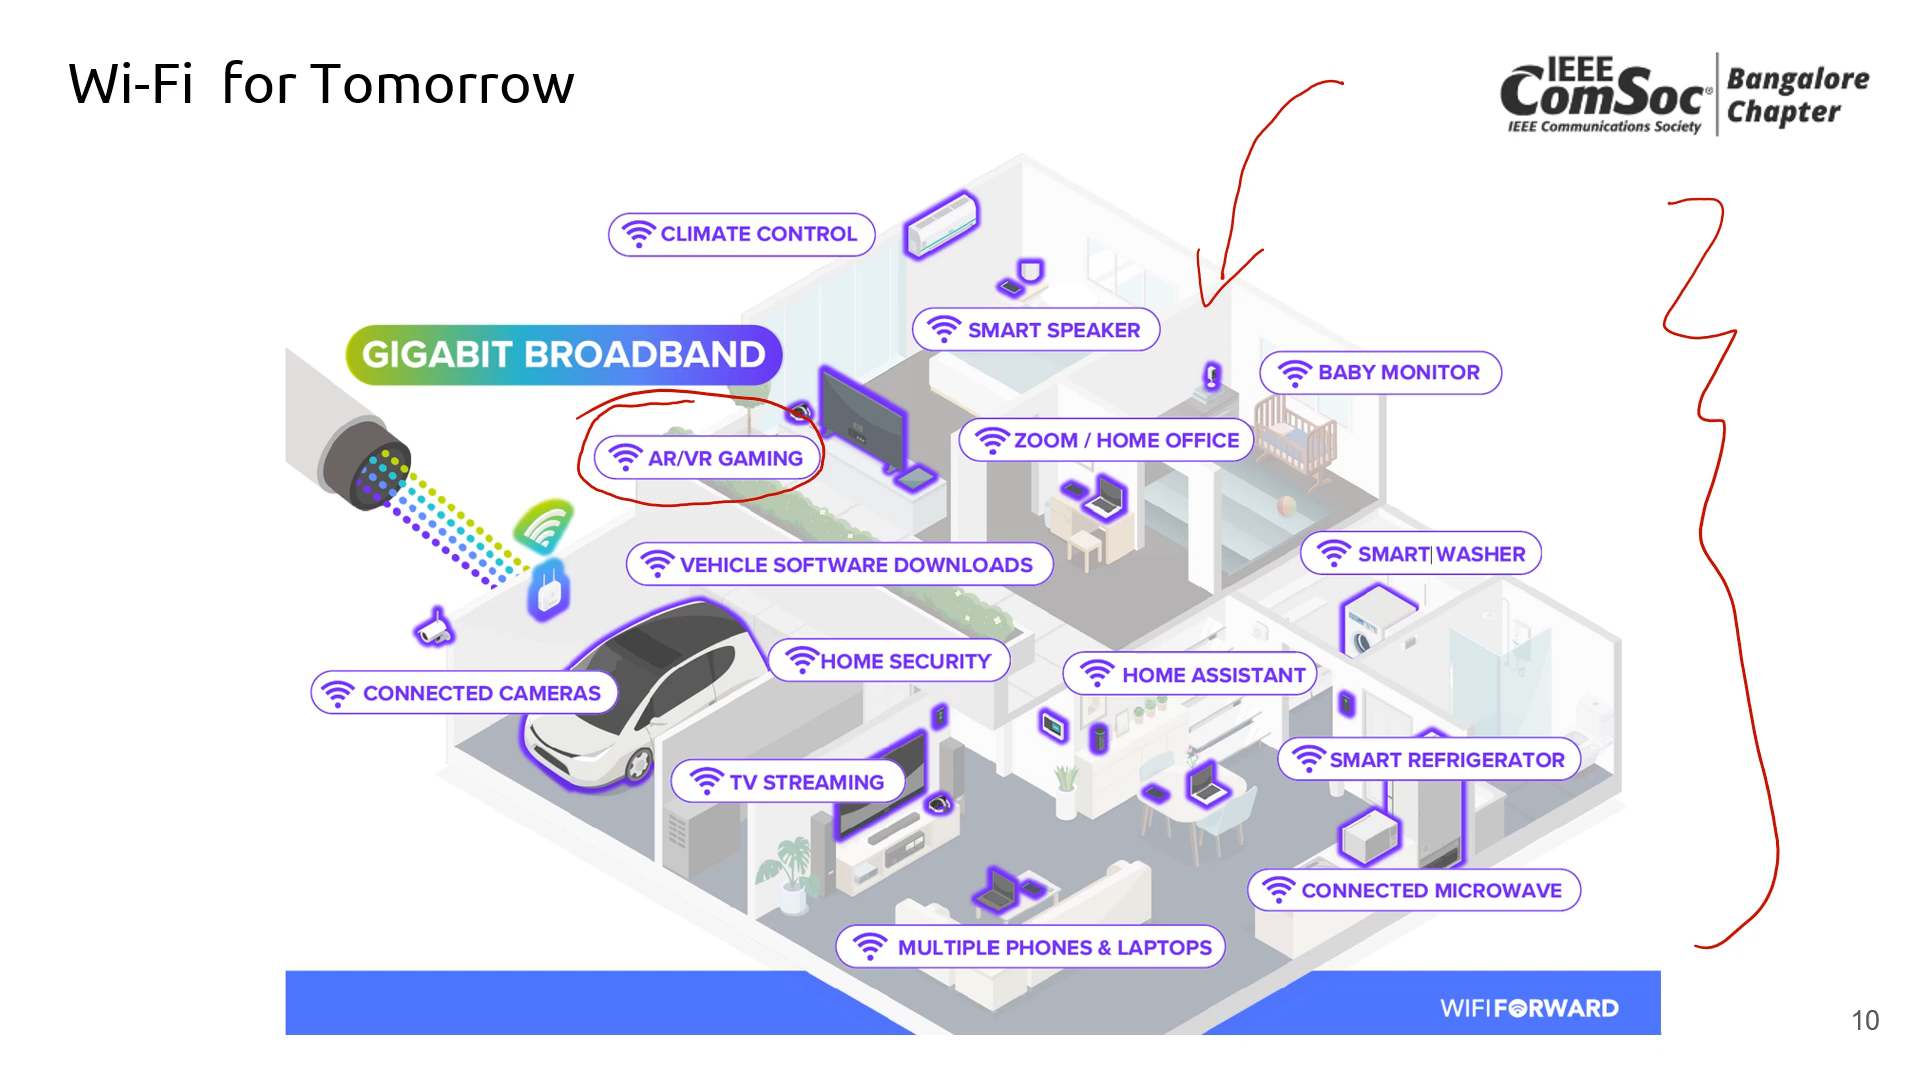 Wi-Fi for Tomorrow
IEEE
ComSoc®
IEEE Communications Society
Bangalore
Chapter
CLIMATE CONTROL
SMART SPEAKER
GIGABIT BROADBAND
BABY MONITOR
AR/VR GAMING
ZOOM / HOME OFFICE
VEHICLE SOFTWARE DOWNLOADS
SMART WASHER
HOME SECURITY
HOME ASSISTANT
CONNECTED CAMERAS
SMART REFRIGERATOR
TV STREAMING
CONNECTED MICROWAVE
MULTIPLE PHONES & LAPTOPS
WIFIFORWARD
10